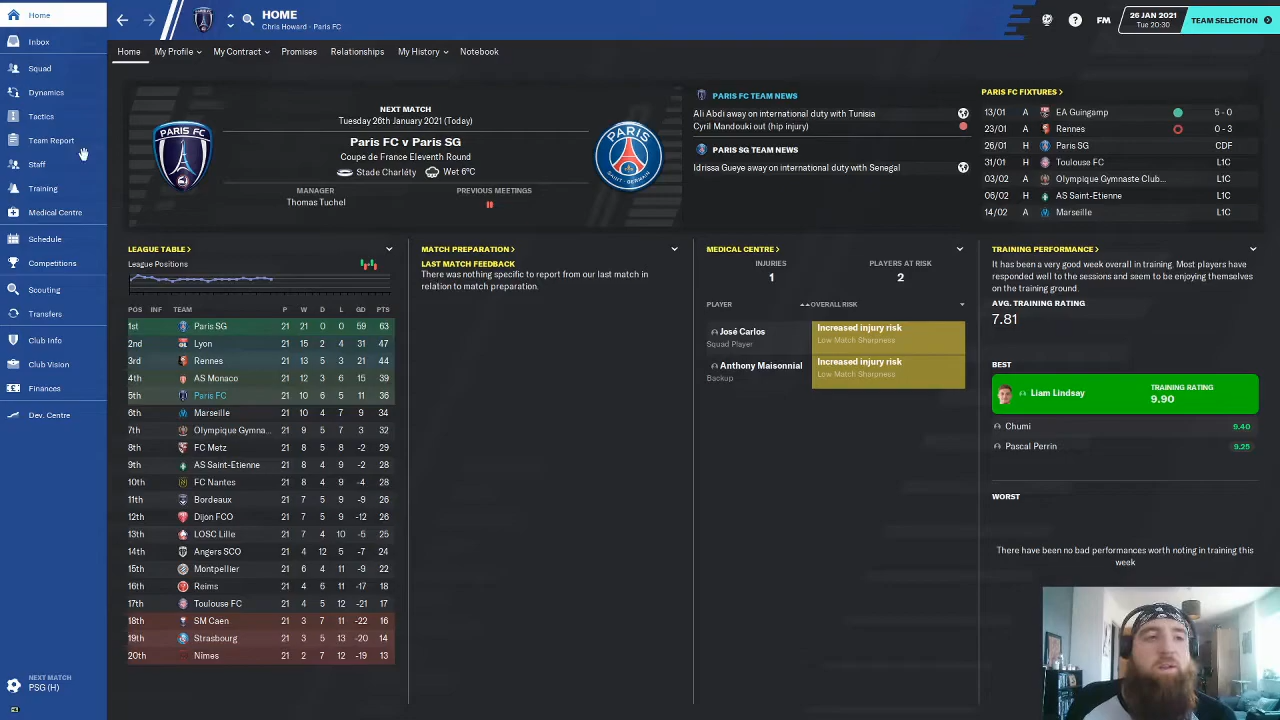 Home
HOME
Chris Howard - Paris FC
FM
26 JAN 2021
Tue 20:30
TEAM SELECTION
Inbox
Squad
Dynamics
Tactics
Team Report
Staff
Training
Medical Centre
Schedule
Competitions
Scouting
Transfers
Club Info
Club Vision
Finances
Dev. Centre
NEXT MATCH
PSG (H)
Home
My Profile
My Contract
Promises
Relationships
My History
Notebook
PARIS FC
NEXT MATCH
Tuesday 26th January 2021 (Today)
Paris FC v Paris SG
Coupe de France Eleventh Round
Stade Charléty
Wet 6°C
MANAGER
Thomas Tuchel
PREVIOUS MEETINGS
PARIS
SAINT-GERMAIN
PARIS FC TEAM NEWS
Ali Abdi away on international duty with Tunisia
Cyril Mandouki out (hip injury)
PARIS SG TEAM NEWS
Idrissa Gueye away on international duty with Senegal
PARIS FC FIXTURES >
13/01 A EA Guingamp 5 - 0
23/01 A Rennes 0 - 3
26/01 H Paris SG CDF
31/01 H Toulouse FC L1C
03/02 A Olympique Gymnaste Club... L1C
06/02 H AS Saint-Etienne L1C
14/02 A Marseille L1C
LEAGUE TABLE >
League Positions
POS INF TEAM P W D L GD PTS
1st Paris SG 21 21 0 0 59 63
2nd Lyon 21 15 2 4 31 47
3rd Rennes 21 13 5 3 21 44
4th AS Monaco 21 12 3 6 15 39
5th Paris FC 21 10 6 5 11 36
6th Marseille 21 10 4 7 9 34
7th Olympique Gymna... 21 9 5 7 3 32
8th FC Metz 21 8 5 8 -2 29
9th AS Saint-Etienne 21 8 4 9 -2 28
10th FC Nantes 21 8 4 9 -4 28
11th Bordeaux 21 7 5 9 -9 26
12th Dijon FCO 21 7 5 9 -12 26
13th LOSC Lille 21 7 4 10 -5 25
14th Angers SCO 21 4 12 5 -7 24
15th Montpellier 21 4 10 7 -9 22
16th Reims 21 4 6 11 -17 18
17th Toulouse FC 21 4 5 12 -21 17
18th SM Caen 21 3 7 11 -22 16
19th Strasbourg 21 3 5 13 -20 14
20th Nîmes 21 2 7 12 -19 13
MATCH PREPARATION >
LAST MATCH FEEDBACK
There was nothing specific to report from our last match in
relation to match preparation.
MEDICAL CENTRE >
INJURIES
1
PLAYERS AT RISK
2
PLAYER OVERALL RISK
José Carlos
Squad Player
Increased injury risk
Low Match Sharpness
Anthony Maisonnial
Backup
Increased injury risk
Low Match Sharpness
TRAINING PERFORMANCE >
It has been a very good week overall in training. Most players have
responded well to the sessions and seem to be enjoying themselves
on the training ground.
AVG. TRAINING RATING
7.81
BEST
Liam Lindsay
TRAINING RATING
9.90
Chumi 9.40
Pascal Perrin 9.25
WORST
There have been no bad performances worth noting in training this
week